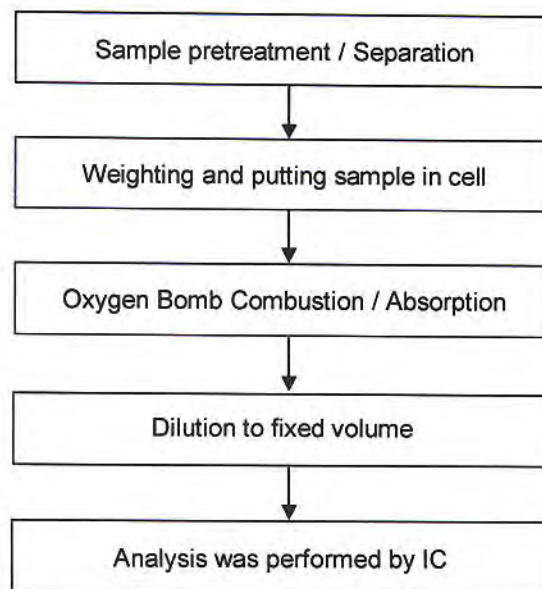 Sample pretreatment / Separation
Weighting and putting sample in cell
Oxygen Bomb Combustion / Absorption
Dilution to fixed volume
Analysis was performed by IC